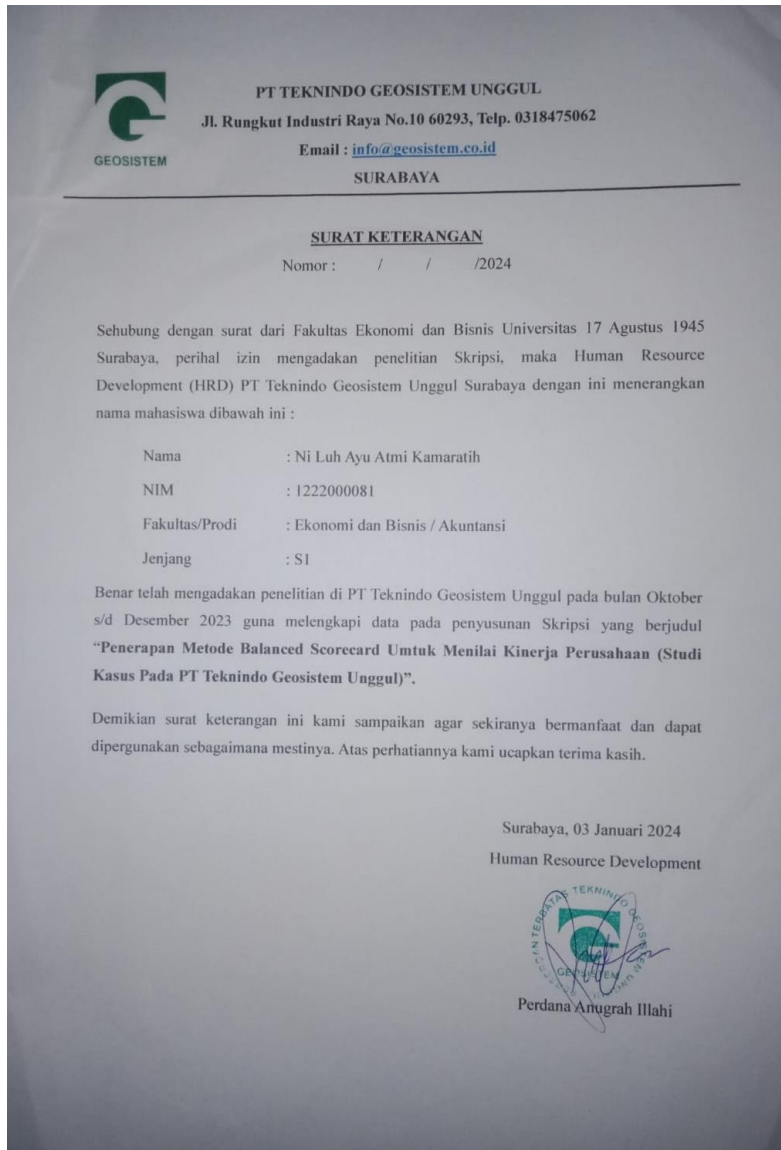 PT TEKNINDO GEOSISTEM UNGGUL
Jl. Rungkut Industri Raya No.10 60293, Telp. 0318475062
Email : info@geosistem.co.id
SURABAYA
GEOSISTEM
SURAT KETERANGAN
Nomor : / / /2024
Sehubung dengan surat dari Fakultas Ekonomi dan Bisnis Universitas 17 Agustus 1945
Surabaya, perihal izin mengadakan penelitian Skripsi, maka Human Resource
Development (HRD) PT Teknindo Geosistem Unggul Surabaya dengan ini menerangkan
nama mahasiswa dibawah ini :
Nama : Ni Luh Ayu Atmi Kamaratih
NIM : 1222000081
Fakultas/Prodi : Ekonomi dan Bisnis / Akuntansi
Jenjang : S1
Benar telah mengadakan penelitian di PT Teknindo Geosistem Unggul pada bulan Oktober
s/d Desember 2023 guna melengkapi data pada penyusunan Skripsi yang berjudul
“Penerapan Metode Balanced Scorecard Umtuk Menilai Kinerja Perusahaan (Studi
Kasus Pada PT Teknindo Geosistem Unggul)”.
Demikian surat keterangan ini kami sampaikan agar sekiranya bermanfaat dan dapat
dipergunakan sebagaimana mestinya. Atas perhatiannya kami ucapkan terima kasih.
Surabaya, 03 Januari 2024
Human Resource Development
TERBATAS TEKNINDO GEOSISTEM
GEOSISTEM
Perdana Anugrah Illahi